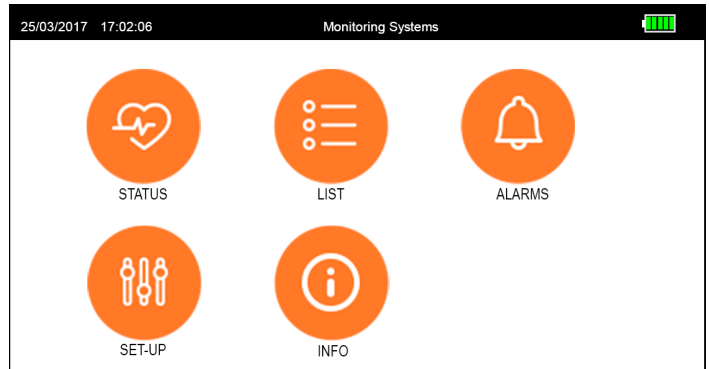 25/03/2017 17:02:06 Monitoring Systems
STATUS LIST ALARMS
SET-UP INFO